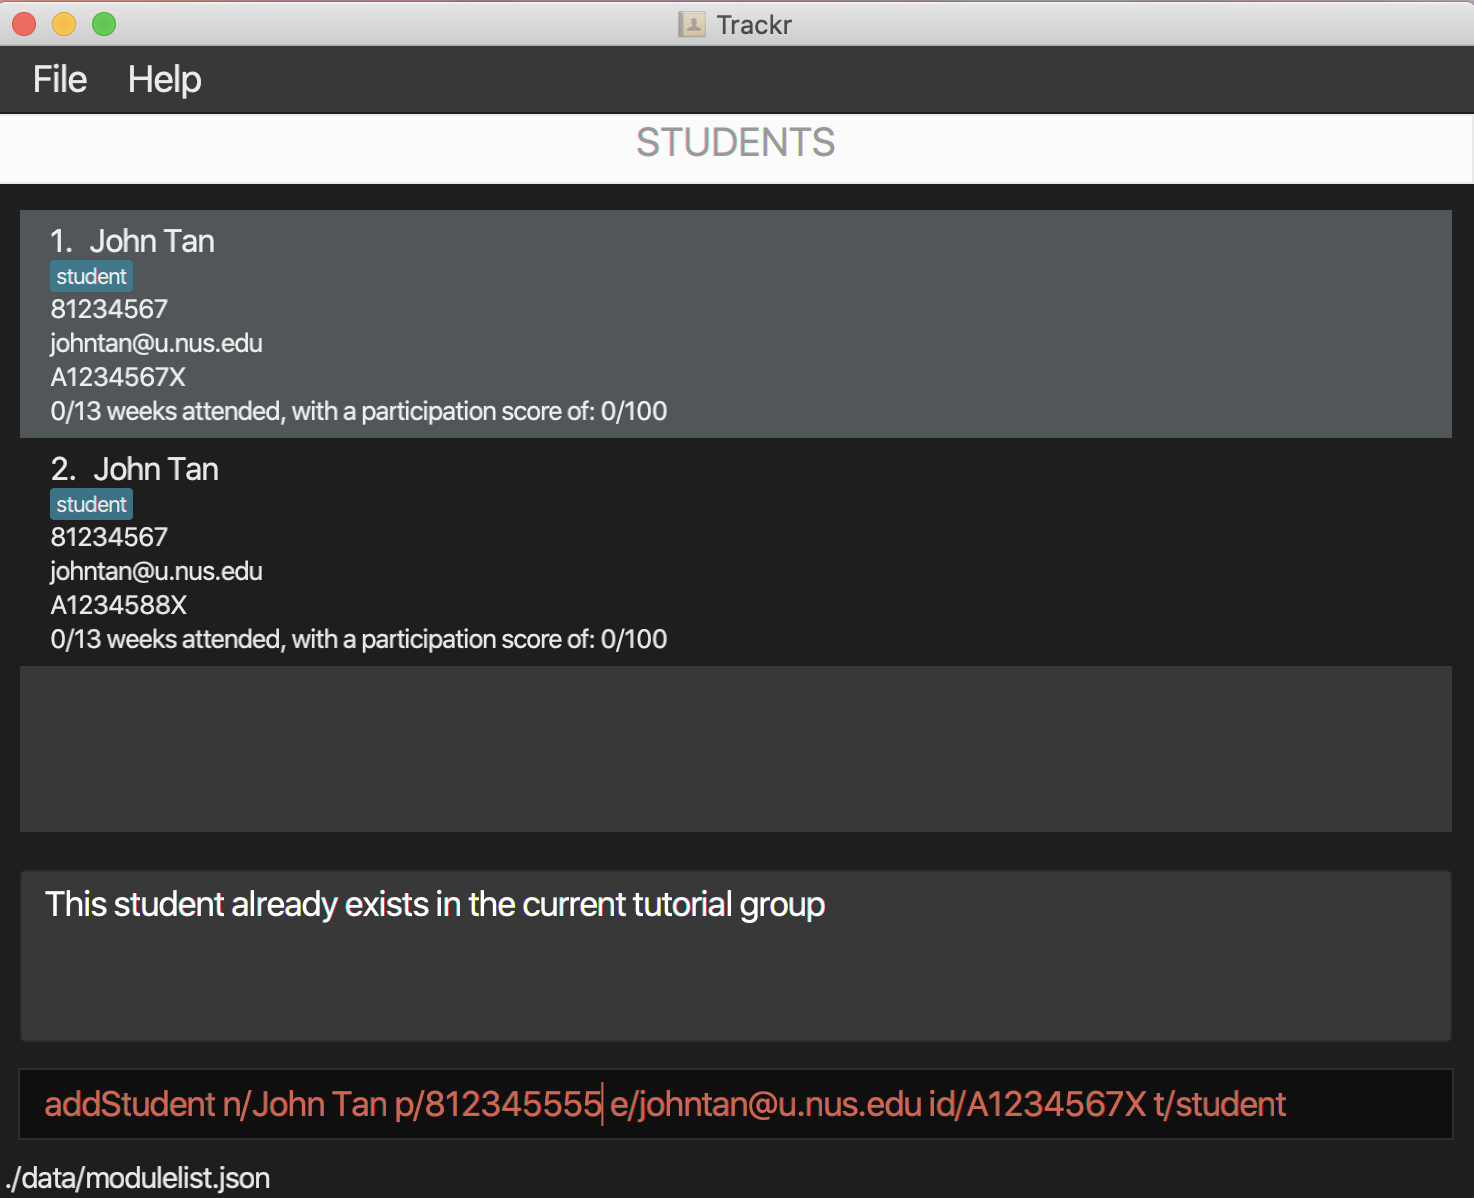 Trackr
File Help
STUDENTS
1. John Tan
student
81234567
johntan@u.nus.edu
A1234567X
0/13 weeks attended, with a participation score of: 0/100
2. John Tan
student
81234567
johntan@u.nus.edu
A1234588X
0/13 weeks attended, with a participation score of: 0/100
This student already exists in the current tutorial group
addStudent n/John Tan p/812345555 e/johntan@u.nus.edu id/A1234567X t/student
./data/modulelist.json